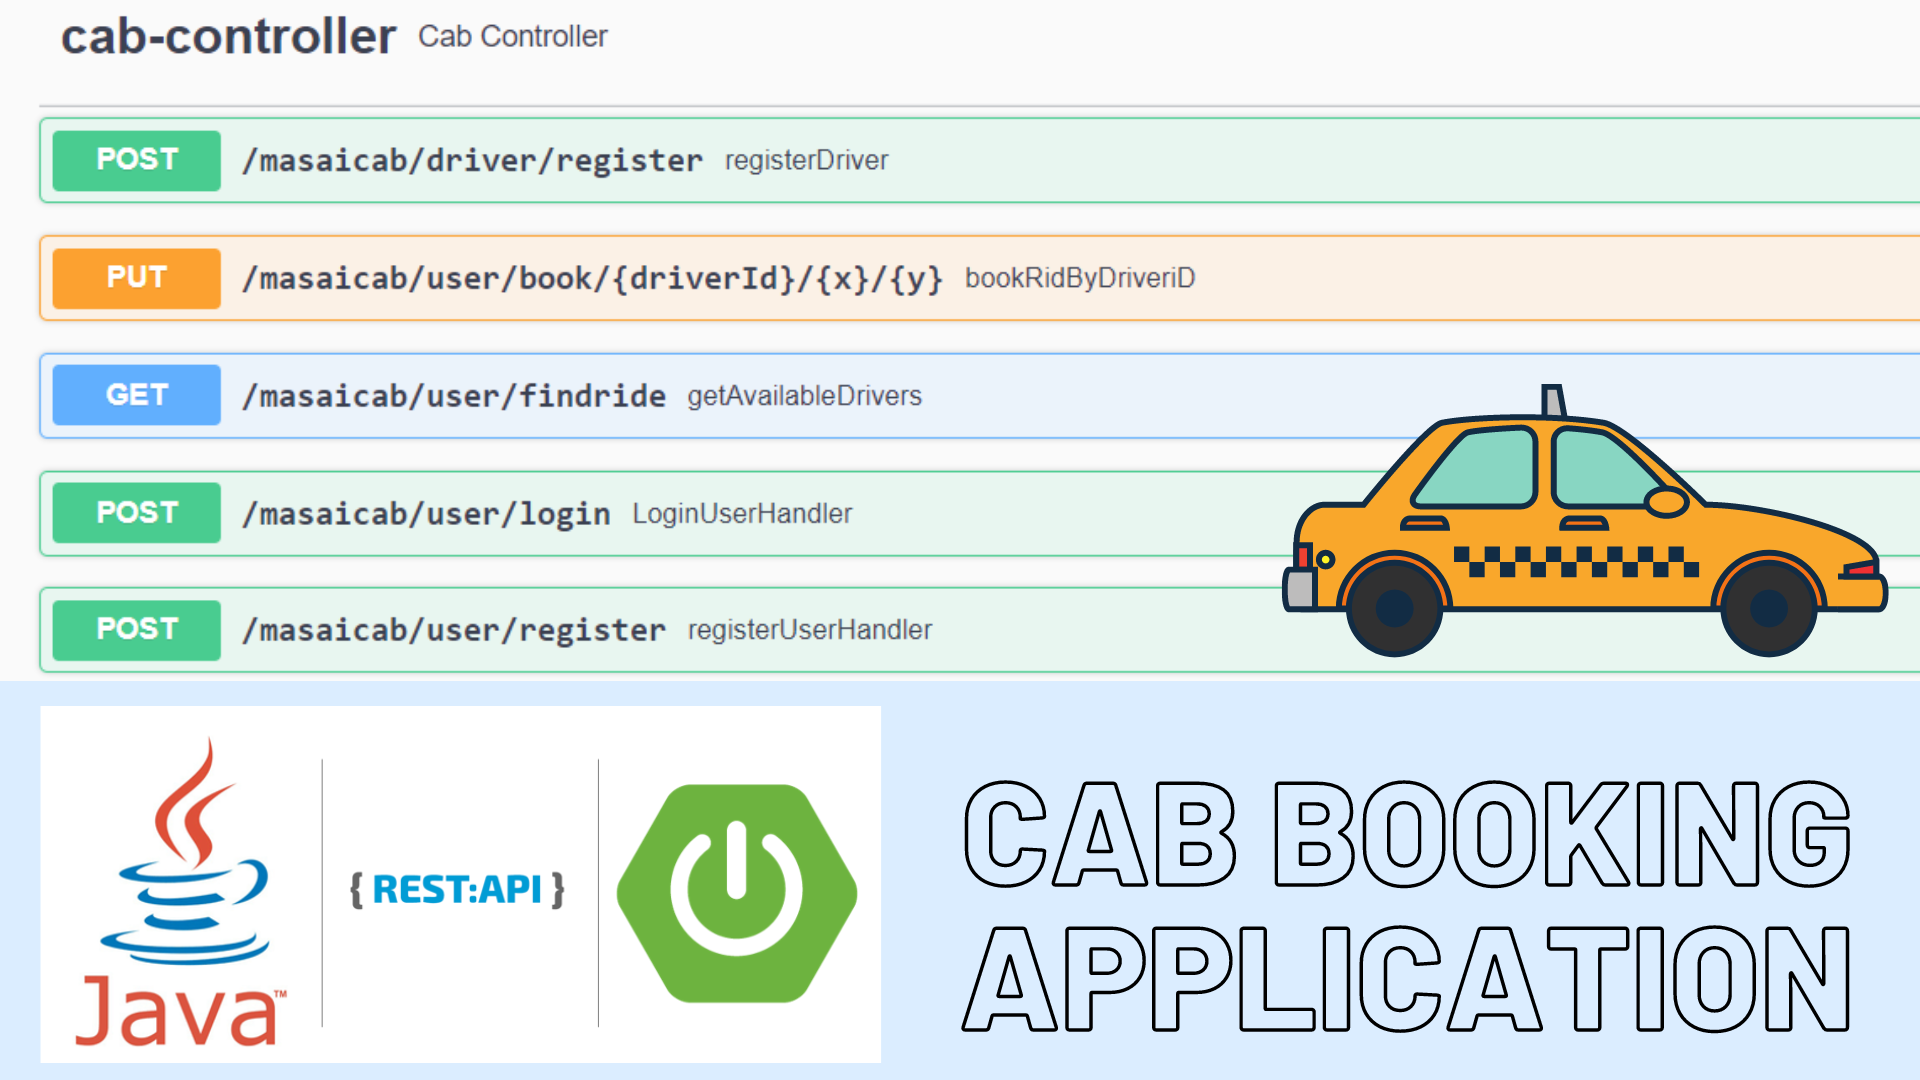 cab-controller Cab Controller
POST /masaicab/driver/register registerDriver
PUT /masaicab/user/book/{driverId}/{x}/{y} bookRidByDriveriD
GET /masaicab/user/findride getAvailableDrivers
POST /masaicab/user/login LoginUserHandler
POST /masaicab/user/register registerUserHandler
Java™
{ REST:API }
CAB BOOKING
APPLICATION